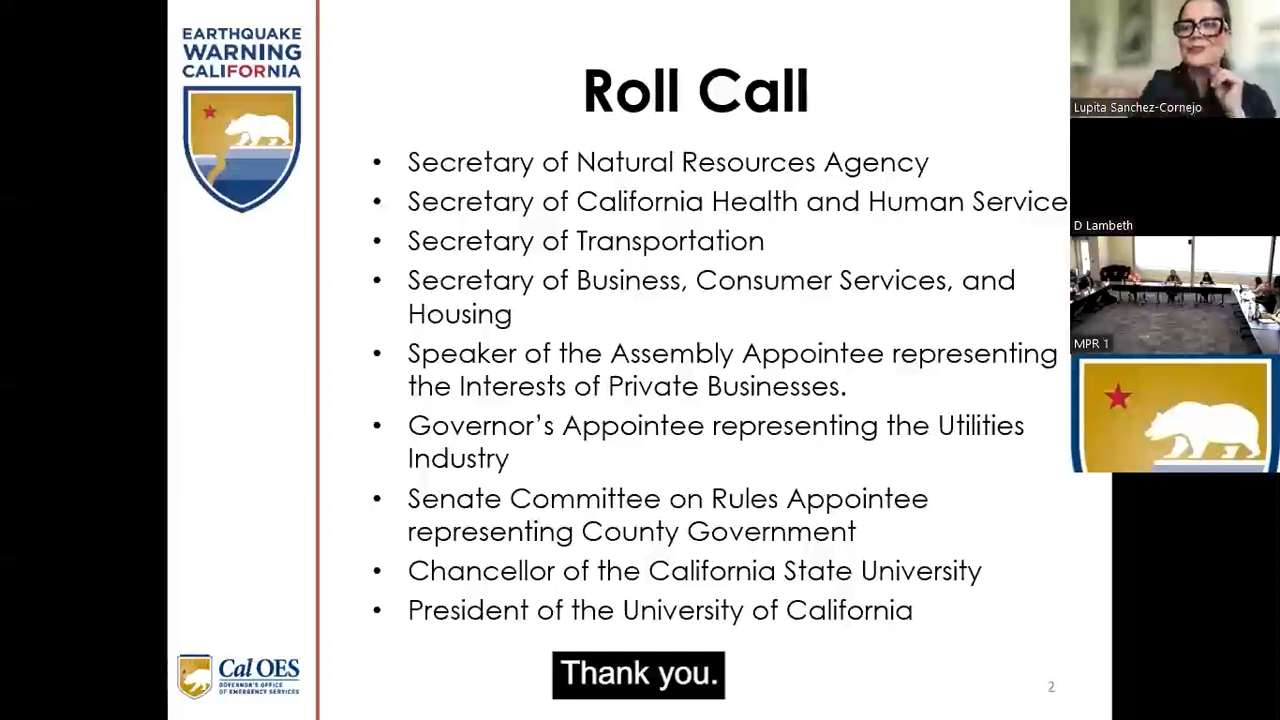 EARTHQUAKE
WARNING
CALIFORNIA
Roll Call
• Secretary of Natural Resources Agency
• Secretary of California Health and Human Service
• Secretary of Transportation
• Secretary of Business, Consumer Services, and
Housing
• Speaker of the Assembly Appointee representing
the Interests of Private Businesses.
• Governor’s Appointee representing the Utilities
Industry
• Senate Committee on Rules Appointee
representing County Government
• Chancellor of the California State University
• President of the University of California
Cal OES
GOVERNOR'S OFFICE
OF EMERGENCY SERVICES
Thank you.
2
Lupita Sanchez-Cornejo
D Lambeth
MPR 1